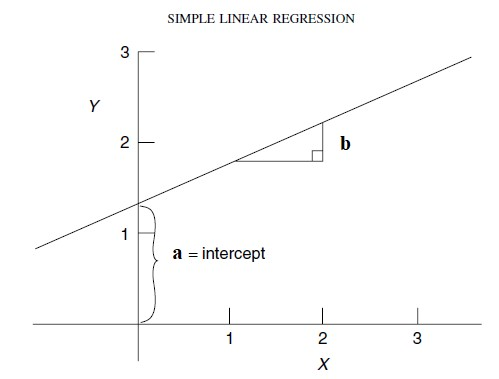 SIMPLE LINEAR REGRESSION
3
Y
2
b
1
a = intercept
1 2 3
X